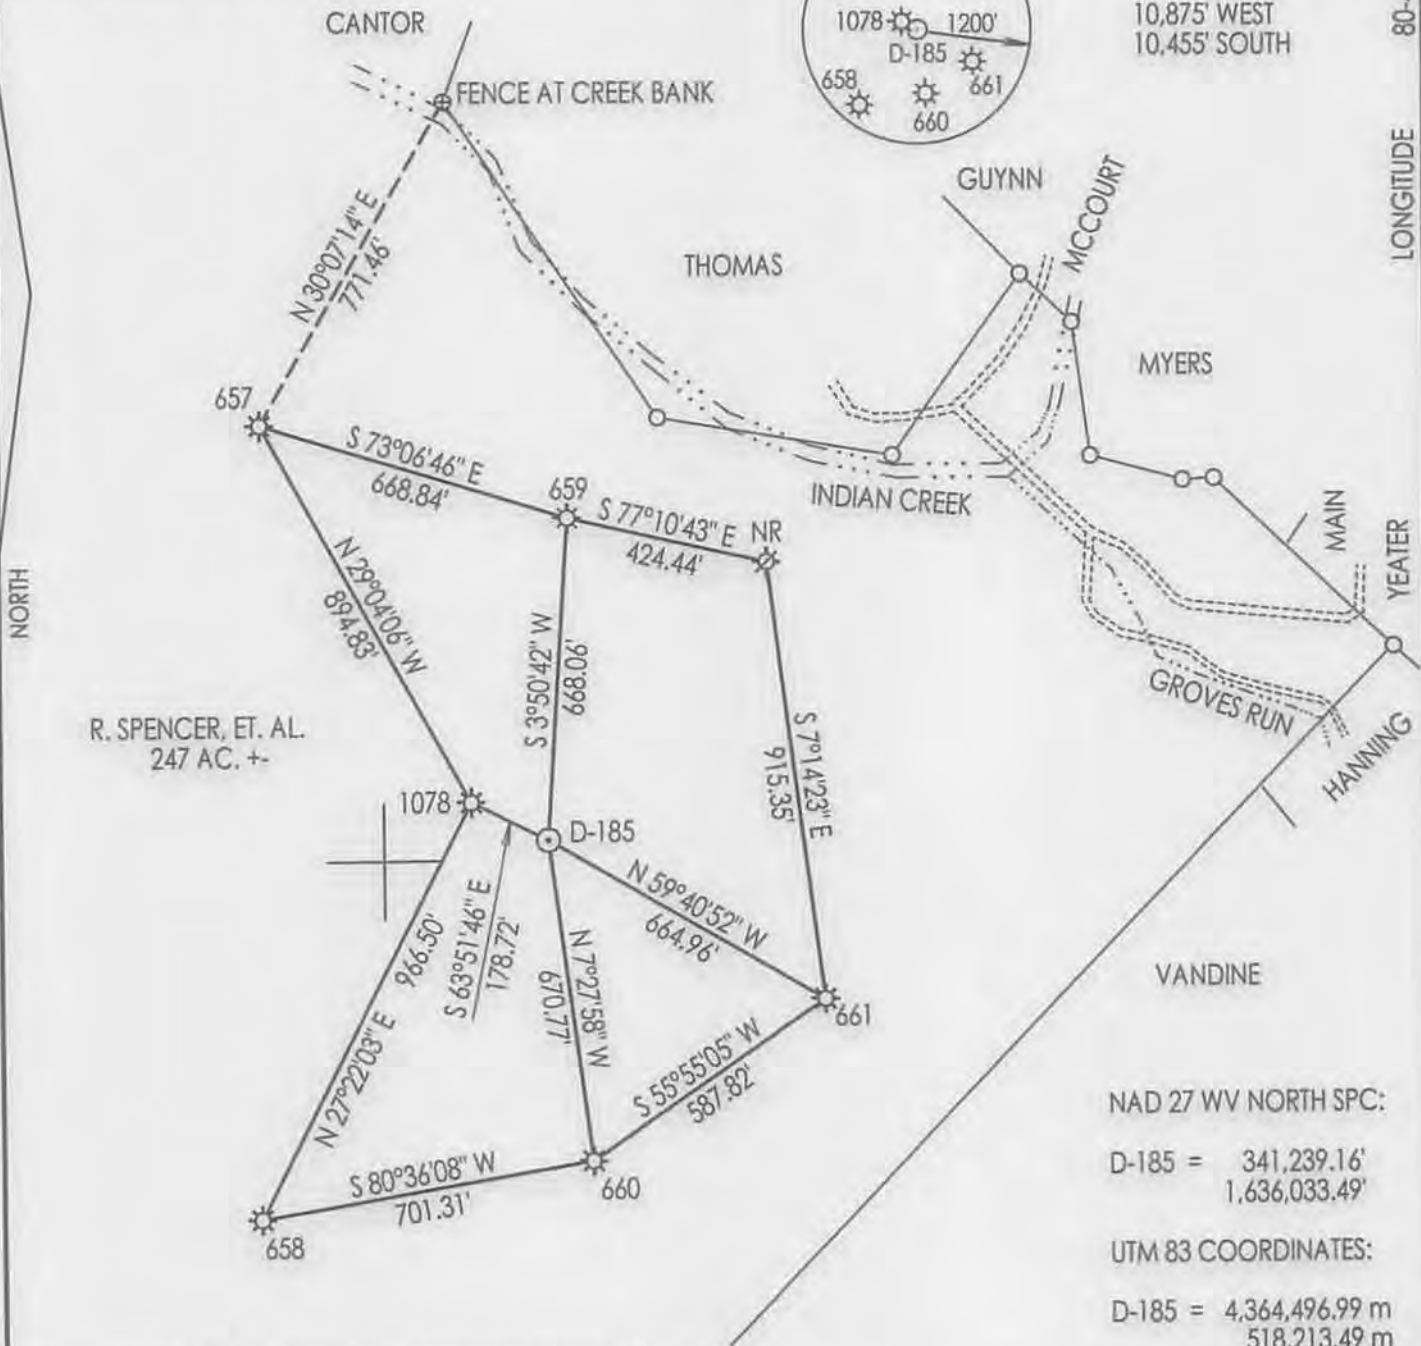 CANTOR
FENCE AT CREEK BANK
1078
1200'
D-185
658
661
660
10,875' WEST
10,455' SOUTH
LONGITUDE
GUYNN
MCCOURT
THOMAS
MYERS
N 30°07'14" E
771.46'
657
S 73°06'46" E
668.84'
659
S 77°10'43" E
424.44'
NR
INDIAN CREEK
MAIN
YEATER
NORTH
N 29°04'06" W
894.83'
S 3°50'42" W
668.06'
S 7°14'23" E
915.35'
GROVES RUN
HANNING
R. SPENCER, ET. AL.
247 AC. +-
1078
D-185
N 59°40'52" W
664.96'
S 63°51'46" E
178.72'
N 7°27'58" W
670.77'
966.50'
N 27°22'03" E
VANDINE
661
S 55°55'05" W
587.82'
S 80°36'08" W
701.31'
660
658
NAD 27 WV NORTH SPC:
D-185 = 341,239.16'
1,636,033.49'
UTM 83 COORDINATES:
D-185 = 4,364,496.99 m
518,213.49 m